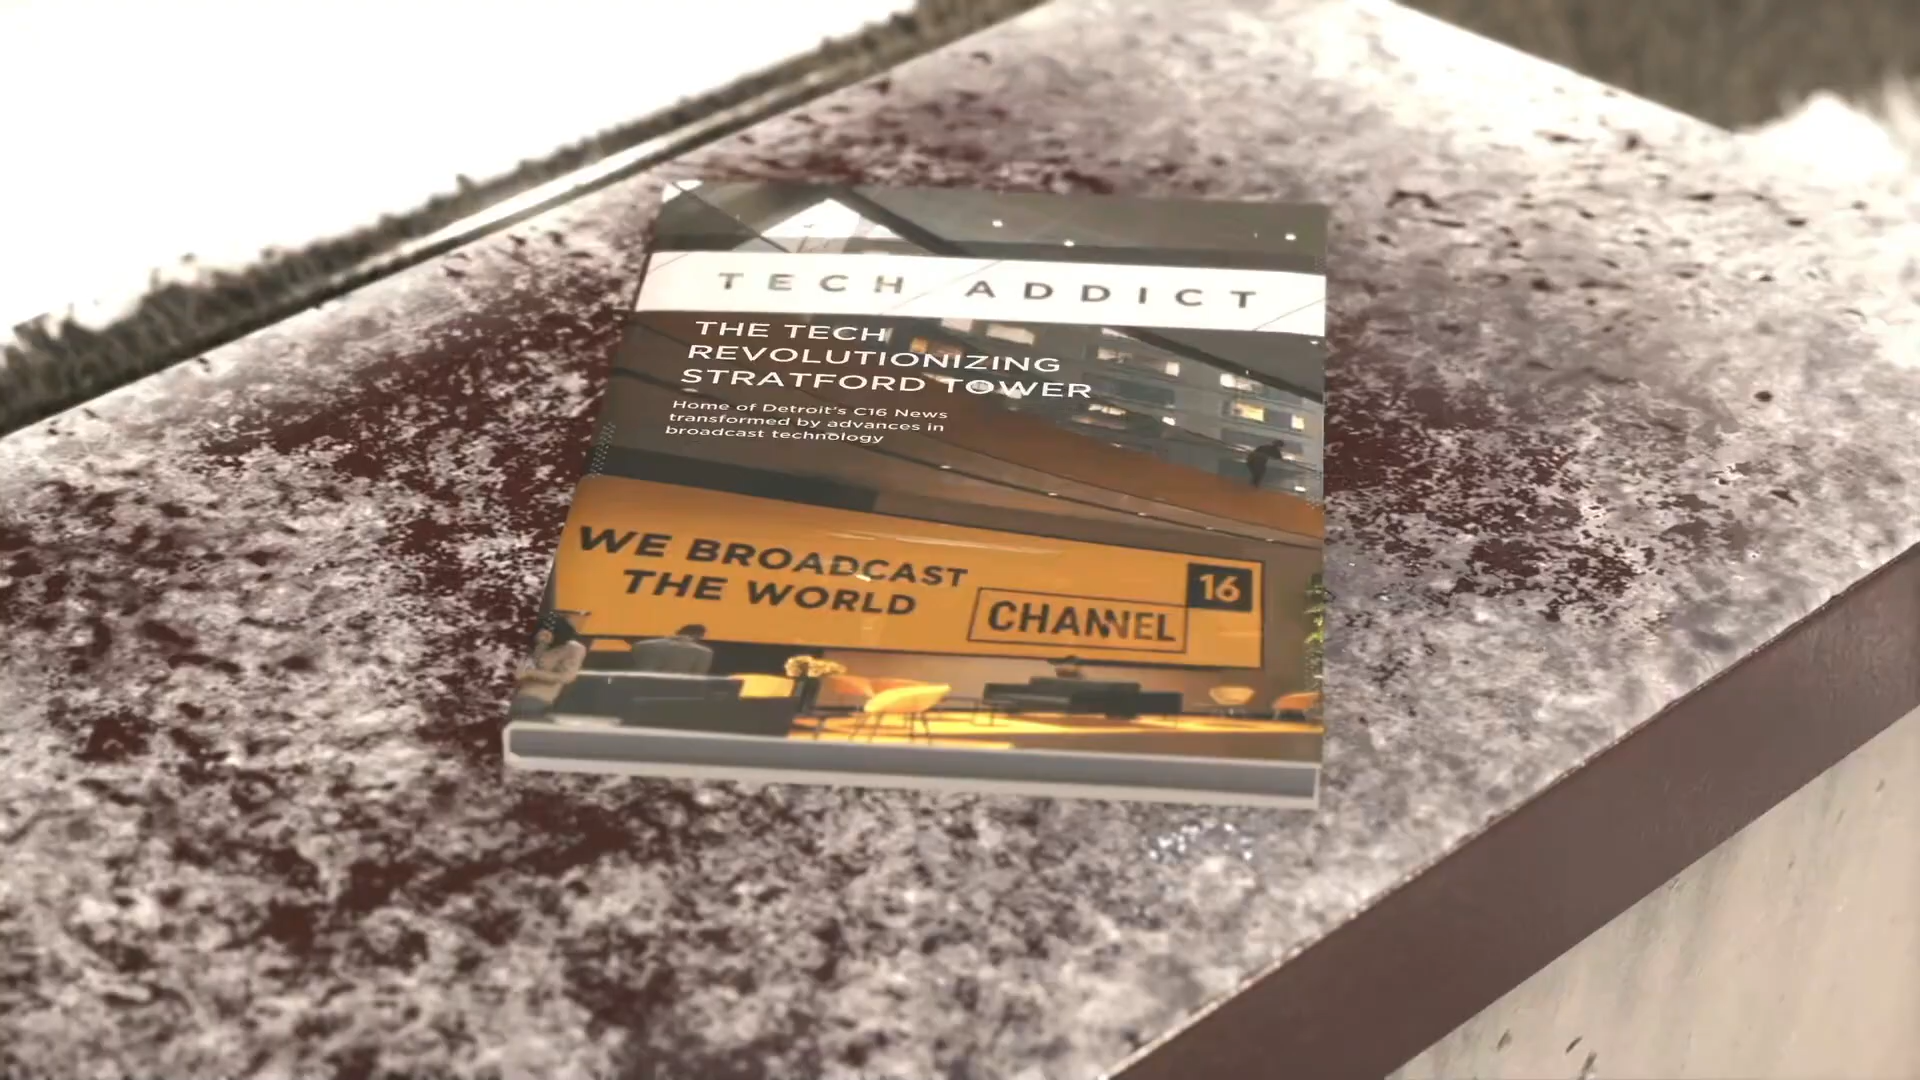 TECH ADDICT
THE TECH
REVOLUTIONIZING
STRATFORD TOWER
Home of Detroit's C16 News
transformed by advances in
broadcast technology
WE BROADCAST
THE WORLD
16
CHANNEL